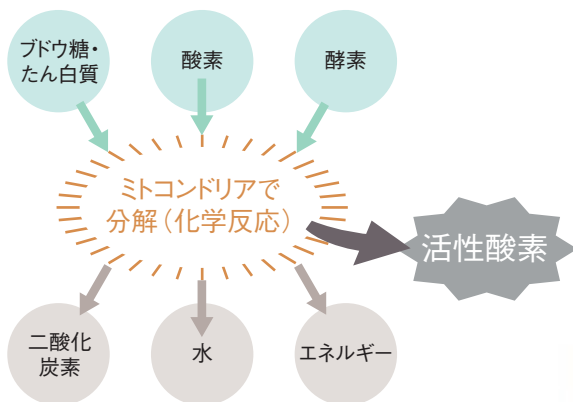 ブドウ糖・
たん白質
酸素
酵素
ミトコンドリアで
分解(化学反応)
活性酸素
二酸化
炭素
水
エネルギー